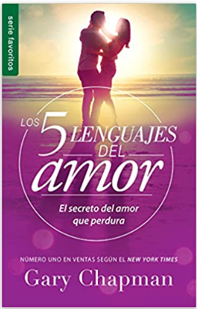 serie favoritos
LOS
5 LENGUAJES
DEL
amor
El secreto del amor
que perdura
NÚMERO UNO EN VENTAS SEGÚN EL NEW YORK TIMES
Gary Chapman